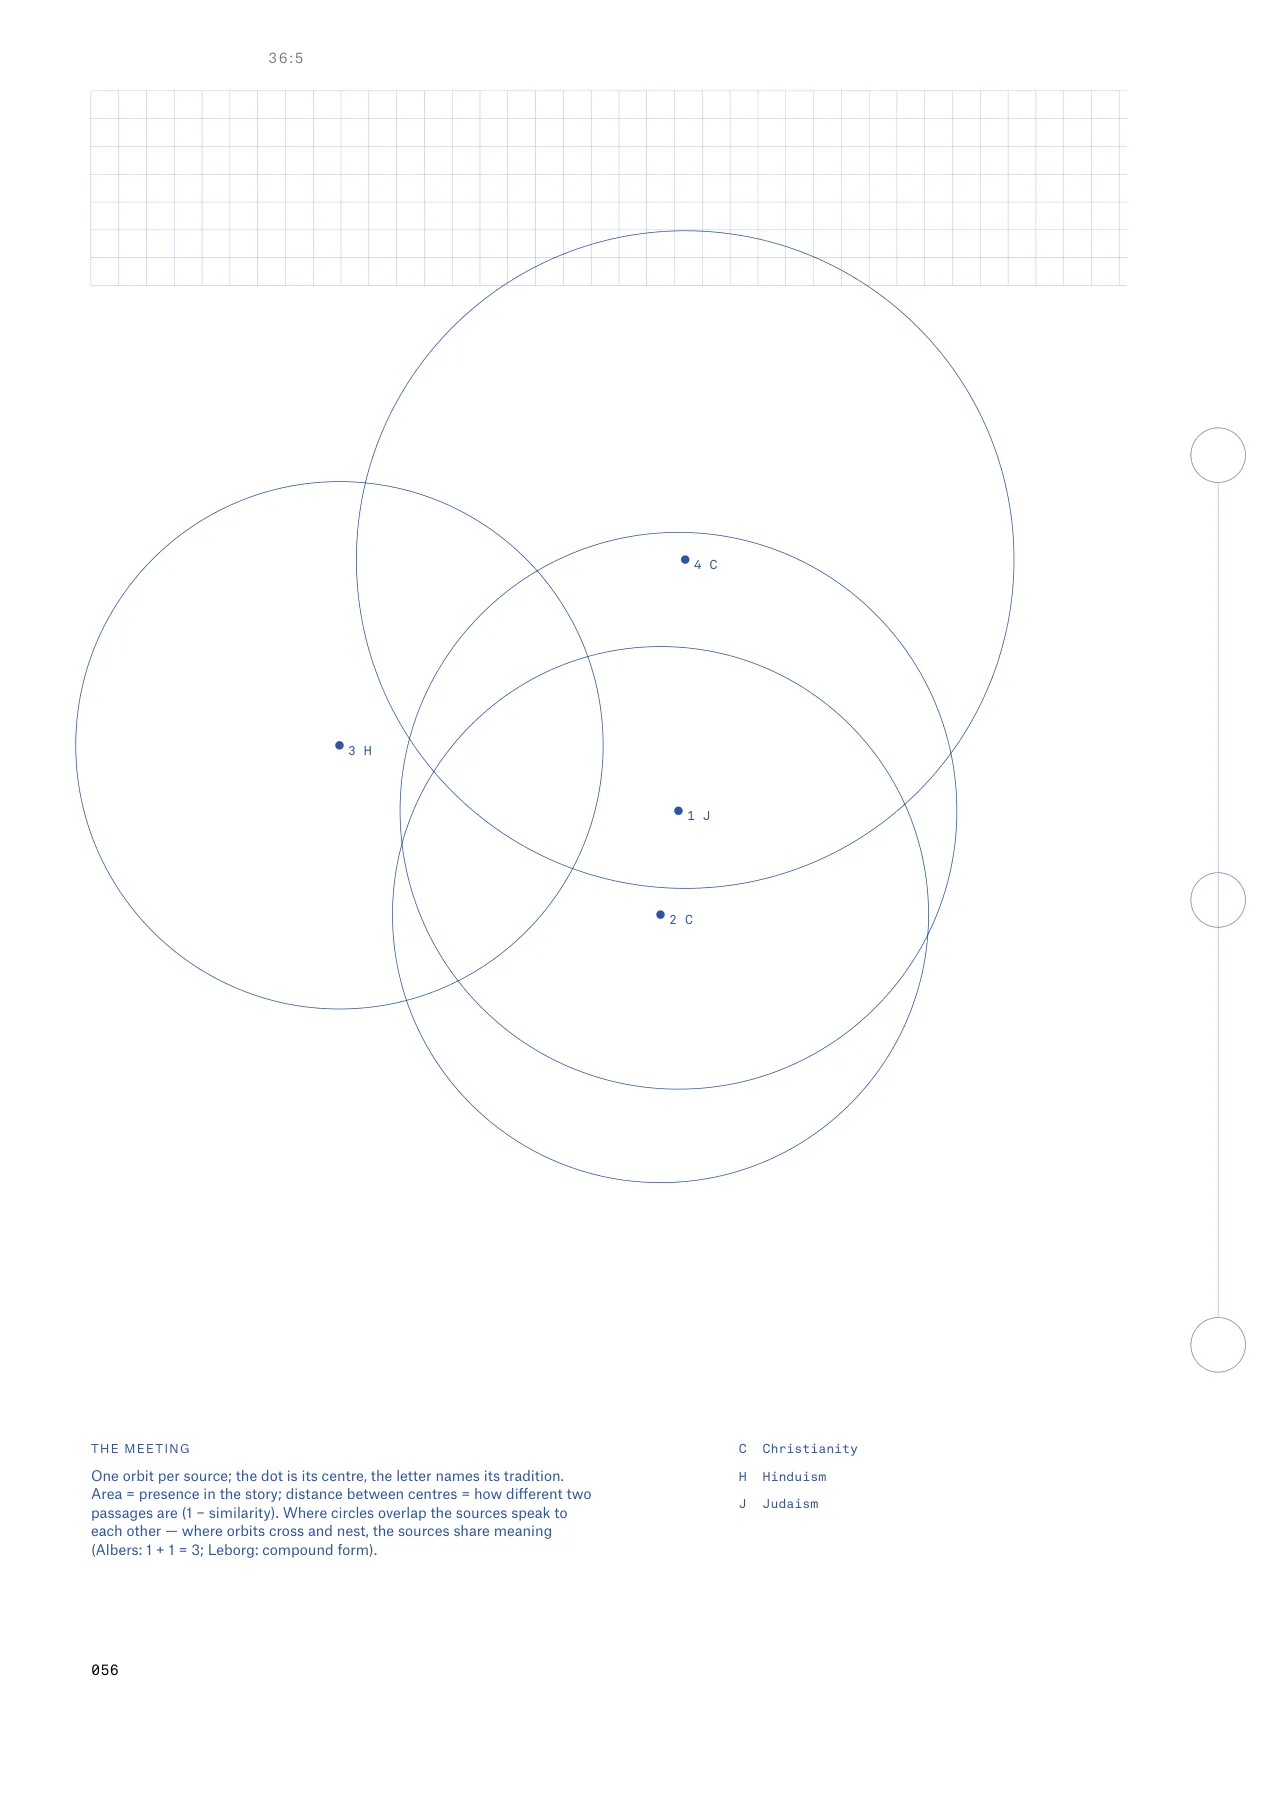 36:5
4 C
3 H
1 J
2 C
THE MEETING
One orbit per source; the dot is its centre, the letter names its tradition.
Area = presence in the story; distance between centres = how different two
passages are (1 − similarity). Where circles overlap the sources speak to
each other — where orbits cross and nest, the sources share meaning
(Albers: 1 + 1 = 3; Leborg: compound form).
C Christianity
H Hinduism
J Judaism
056